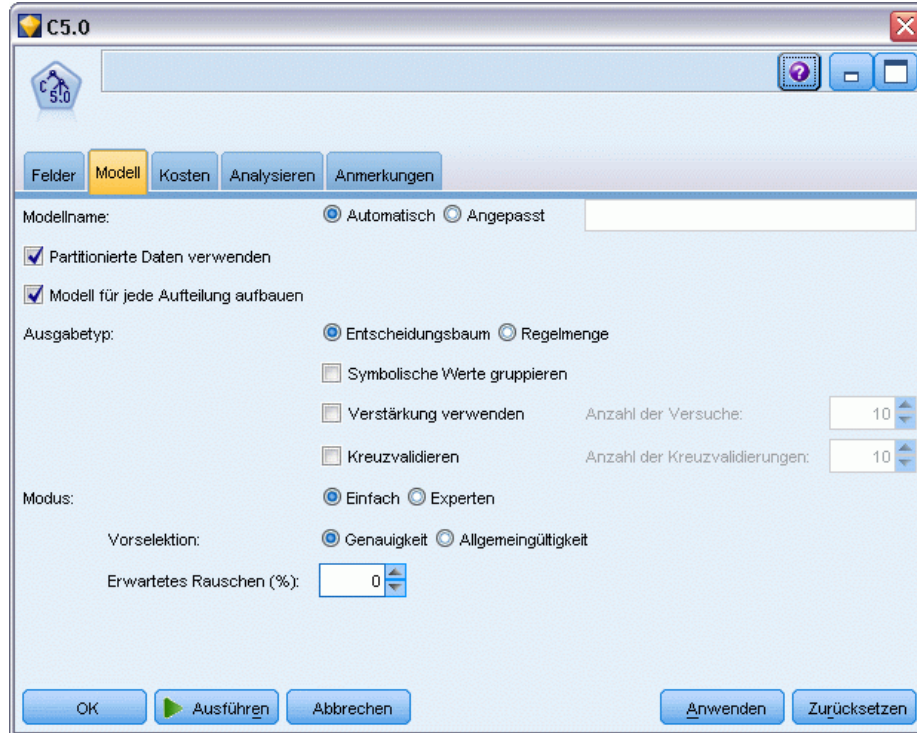 C5.0
C 5.0
Felder Modell Kosten Analysieren Anmerkungen
Modellname: Automatisch Angepasst
Partitionierte Daten verwenden
Modell für jede Aufteilung aufbauen
Ausgabetyp: Entscheidungsbaum Regelmenge
Symbolische Werte gruppieren
Verstärkung verwenden Anzahl der Versuche: 10
Kreuzvalidieren Anzahl der Kreuzvalidierungen: 10
Modus: Einfach Experten
Vorselektion: Genauigkeit Allgemeingültigkeit
Erwartetes Rauschen (%): 0
OK Ausführen Abbrechen Anwenden Zurücksetzen